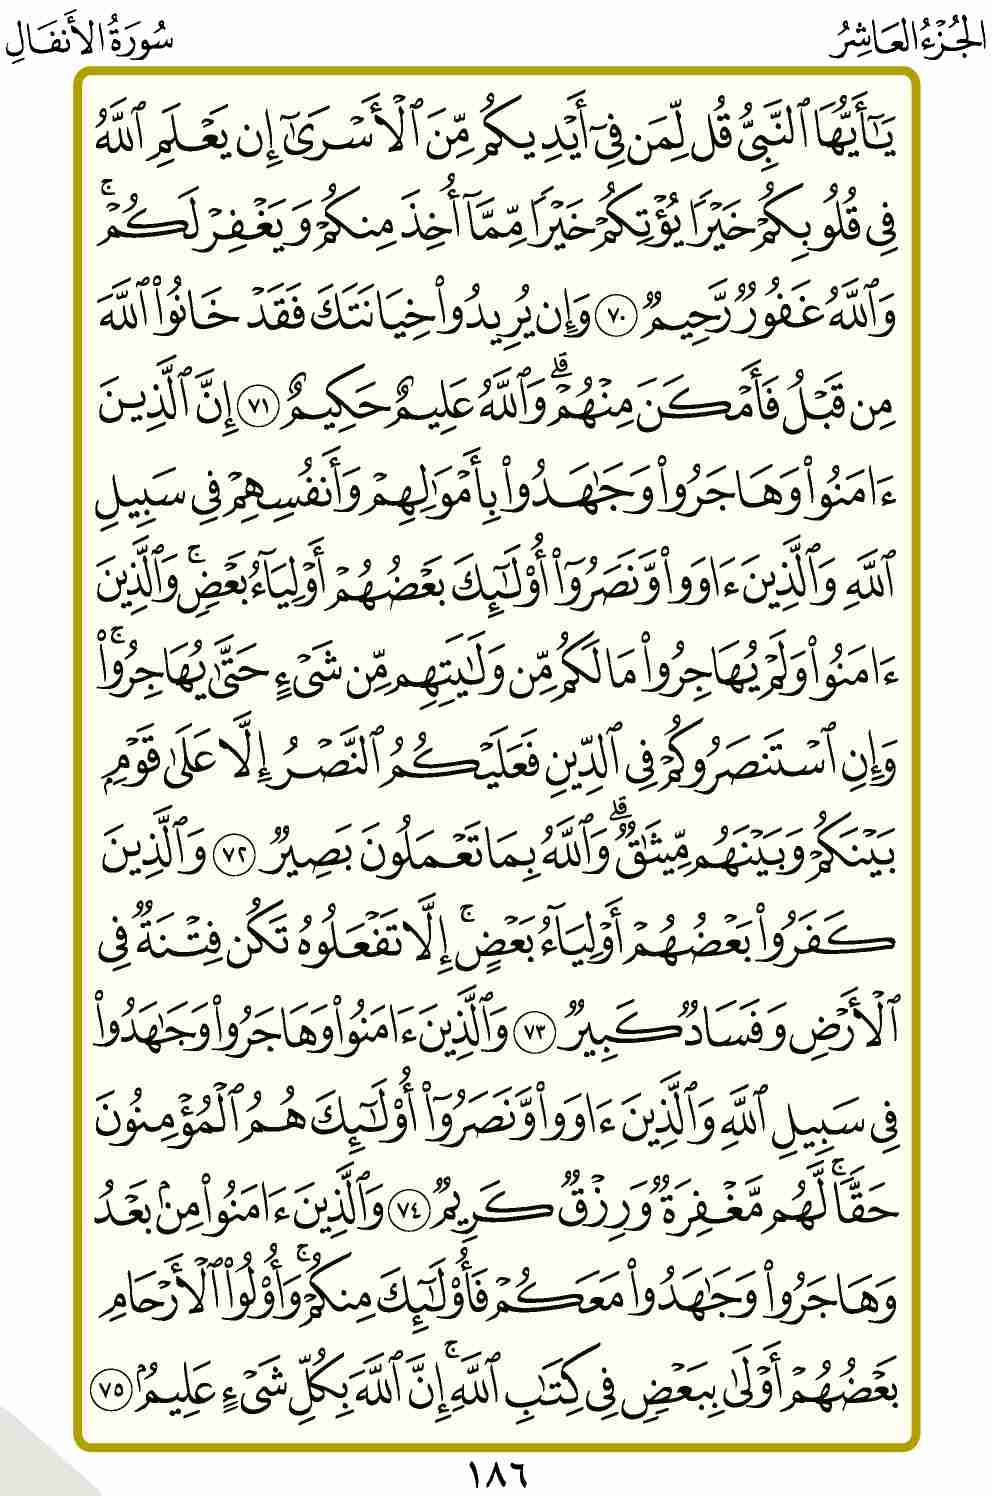 الجُزْءُ العَاشِرُ
سُورَةُ الأَنفَالِ
يَٰٓأَيُّهَا ٱلنَّبِىُّ قُل لِّمَن فِىٓ أَيْدِيكُم مِّنَ ٱلْأَسْرَىٰٓ إِن يَعْلَمِ ٱللَّهُ
فِى قُلُوبِكُمْ خَيْرًا يُؤْتِكُمْ خَيْرًا مِّمَّآ أُخِذَ مِنكُمْ وَيَغْفِرْ لَكُمْ ۚ
وَٱللَّهُ غَفُورٌ رَّحِيمٌ ٧٠ وَإِن يُرِيدُوا۟ خِيَانَتَكَ فَقَدْ خَانُوا۟ ٱللَّهَ
مِن قَبْلُ فَأَمْكَنَ مِنْهُمْ ۗ وَٱللَّهُ عَلِيمٌ حَكِيمٌ ٧١ إِنَّ ٱلَّذِينَ
ءَامَنُوا۟ وَهَاجَرُوا۟ وَجَٰهَدُوا۟ بِأَمْوَٰلِهِمْ وَأَنفُسِهِمْ فِى سَبِيلِ
ٱللَّهِ وَٱلَّذِينَ ءَاوَوا۟ وَّنَصَرُوٓا۟ أُو۟لَٰٓئِكَ بَعْضُهُمْ أَوْلِيَآءُ بَعْضٍ ۚ وَٱلَّذِينَ
ءَامَنُوا۟ وَلَمْ يُهَاجِرُوا۟ مَا لَكُم مِّن وَلَٰيَتِهِم مِّن شَىْءٍ حَتَّىٰ يُهَاجِرُوا۟ ۚ
وَإِنِ ٱسْتَنصَرُوكُمْ فِى ٱلدِّينِ فَعَلَيْكُمُ ٱلنَّصْرُ إِلَّا عَلَىٰ قَوْمٍۭ
بَيْنَكُمْ وَبَيْنَهُم مِّيثَٰقٌ ۗ وَٱللَّهُ بِمَا تَعْمَلُونَ بَصِيرٌ ٧٢ وَٱلَّذِينَ
كَفَرُوا۟ بَعْضُهُمْ أَوْلِيَآءُ بَعْضٍ ۚ إِلَّا تَفْعَلُوهُ تَكُن فِتْنَةٌ فِى
ٱلْأَرْضِ وَفَسَادٌ كَبِيرٌ ٧٣ وَٱلَّذِينَ ءَامَنُوا۟ وَهَاجَرُوا۟ وَجَٰهَدُوا۟
فِى سَبِيلِ ٱللَّهِ وَٱلَّذِينَ ءَاوَوا۟ وَّنَصَرُوٓا۟ أُو۟لَٰٓئِكَ هُمُ ٱلْمُؤْمِنُونَ
حَقًّا ۚ لَّهُم مَّغْفِرَةٌ وَرِزْقٌ كَرِيمٌ ٧٤ وَٱلَّذِينَ ءَامَنُوا۟ مِنۢ بَعْدُ
وَهَاجَرُوا۟ وَجَٰهَدُوا۟ مَعَكُمْ فَأُو۟لَٰٓئِكَ مِنكُمْ ۚ وَأُو۟لُوا۟ ٱلْأَرْحَامِ
بَعْضُهُمْ أَوْلَىٰ بِبَعْضٍ فِى كِتَٰبِ ٱللَّهِ ۚ إِنَّ ٱللَّهَ بِكُلِّ شَىْءٍ عَلِيمٌۢ ٧٥
١٨٦